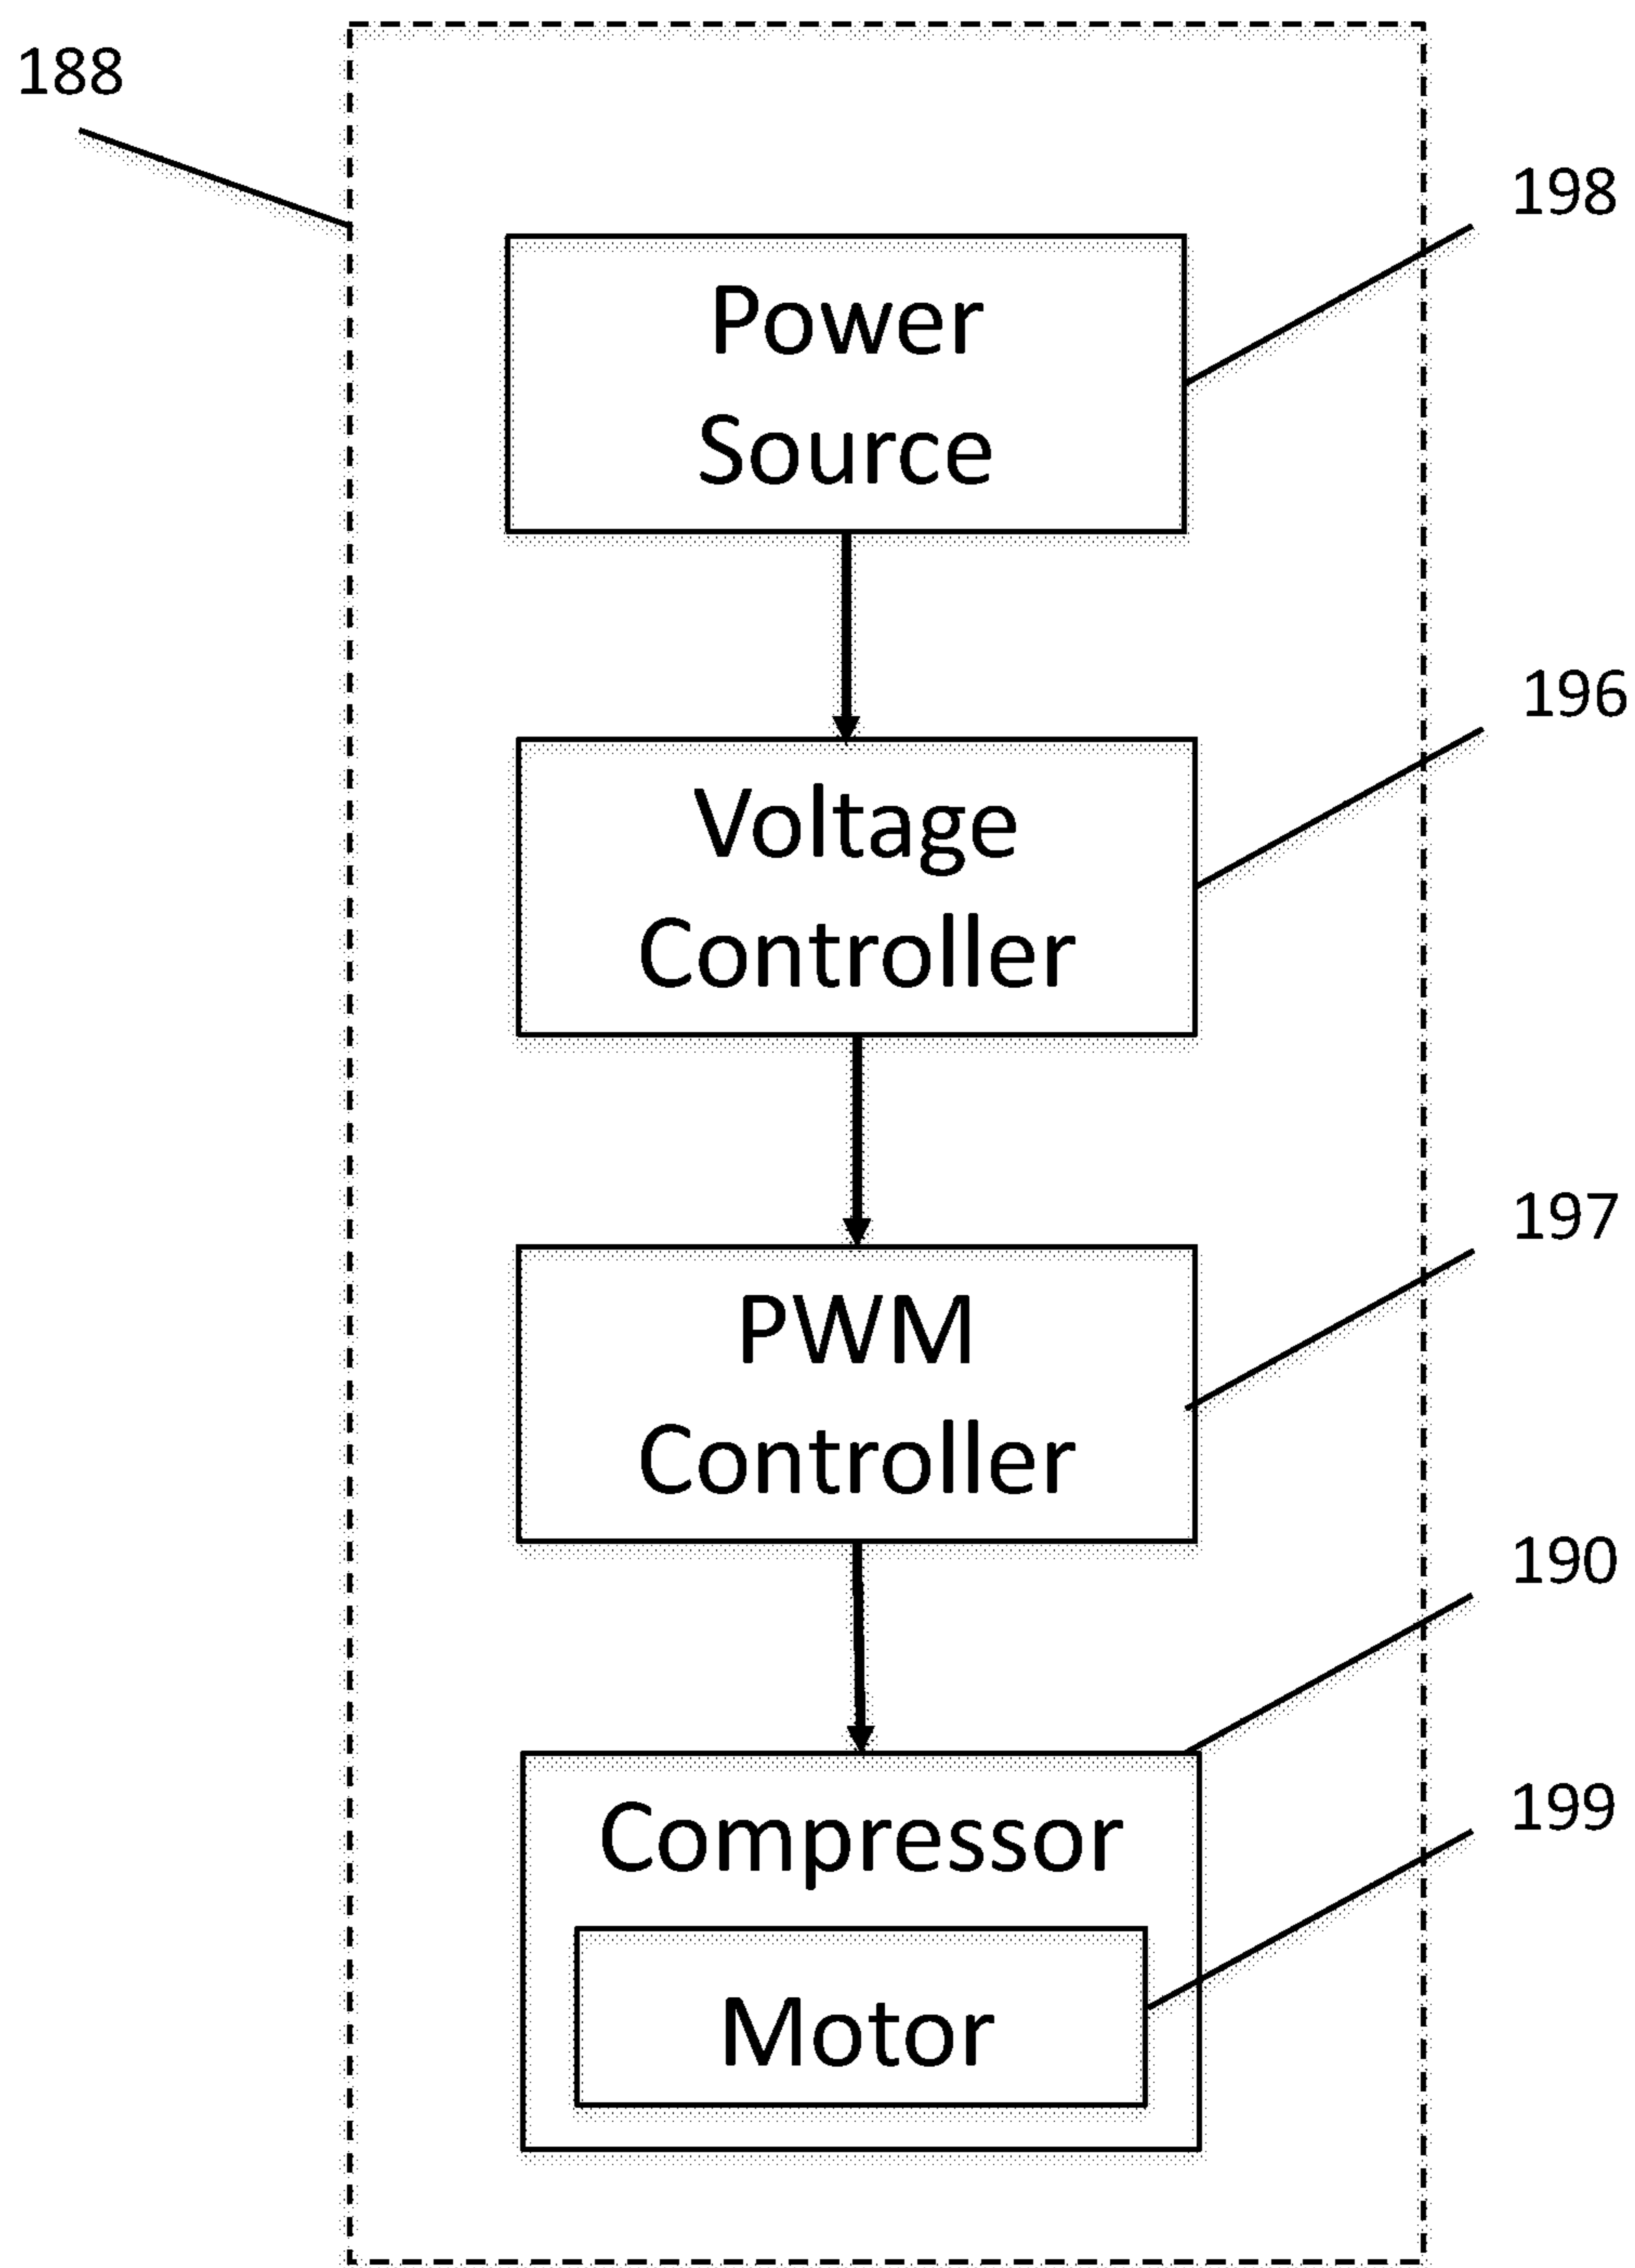 188
198
Power
Source
196
Voltage
Controller
197
PWM
Controller
190
Compressor
199
Motor